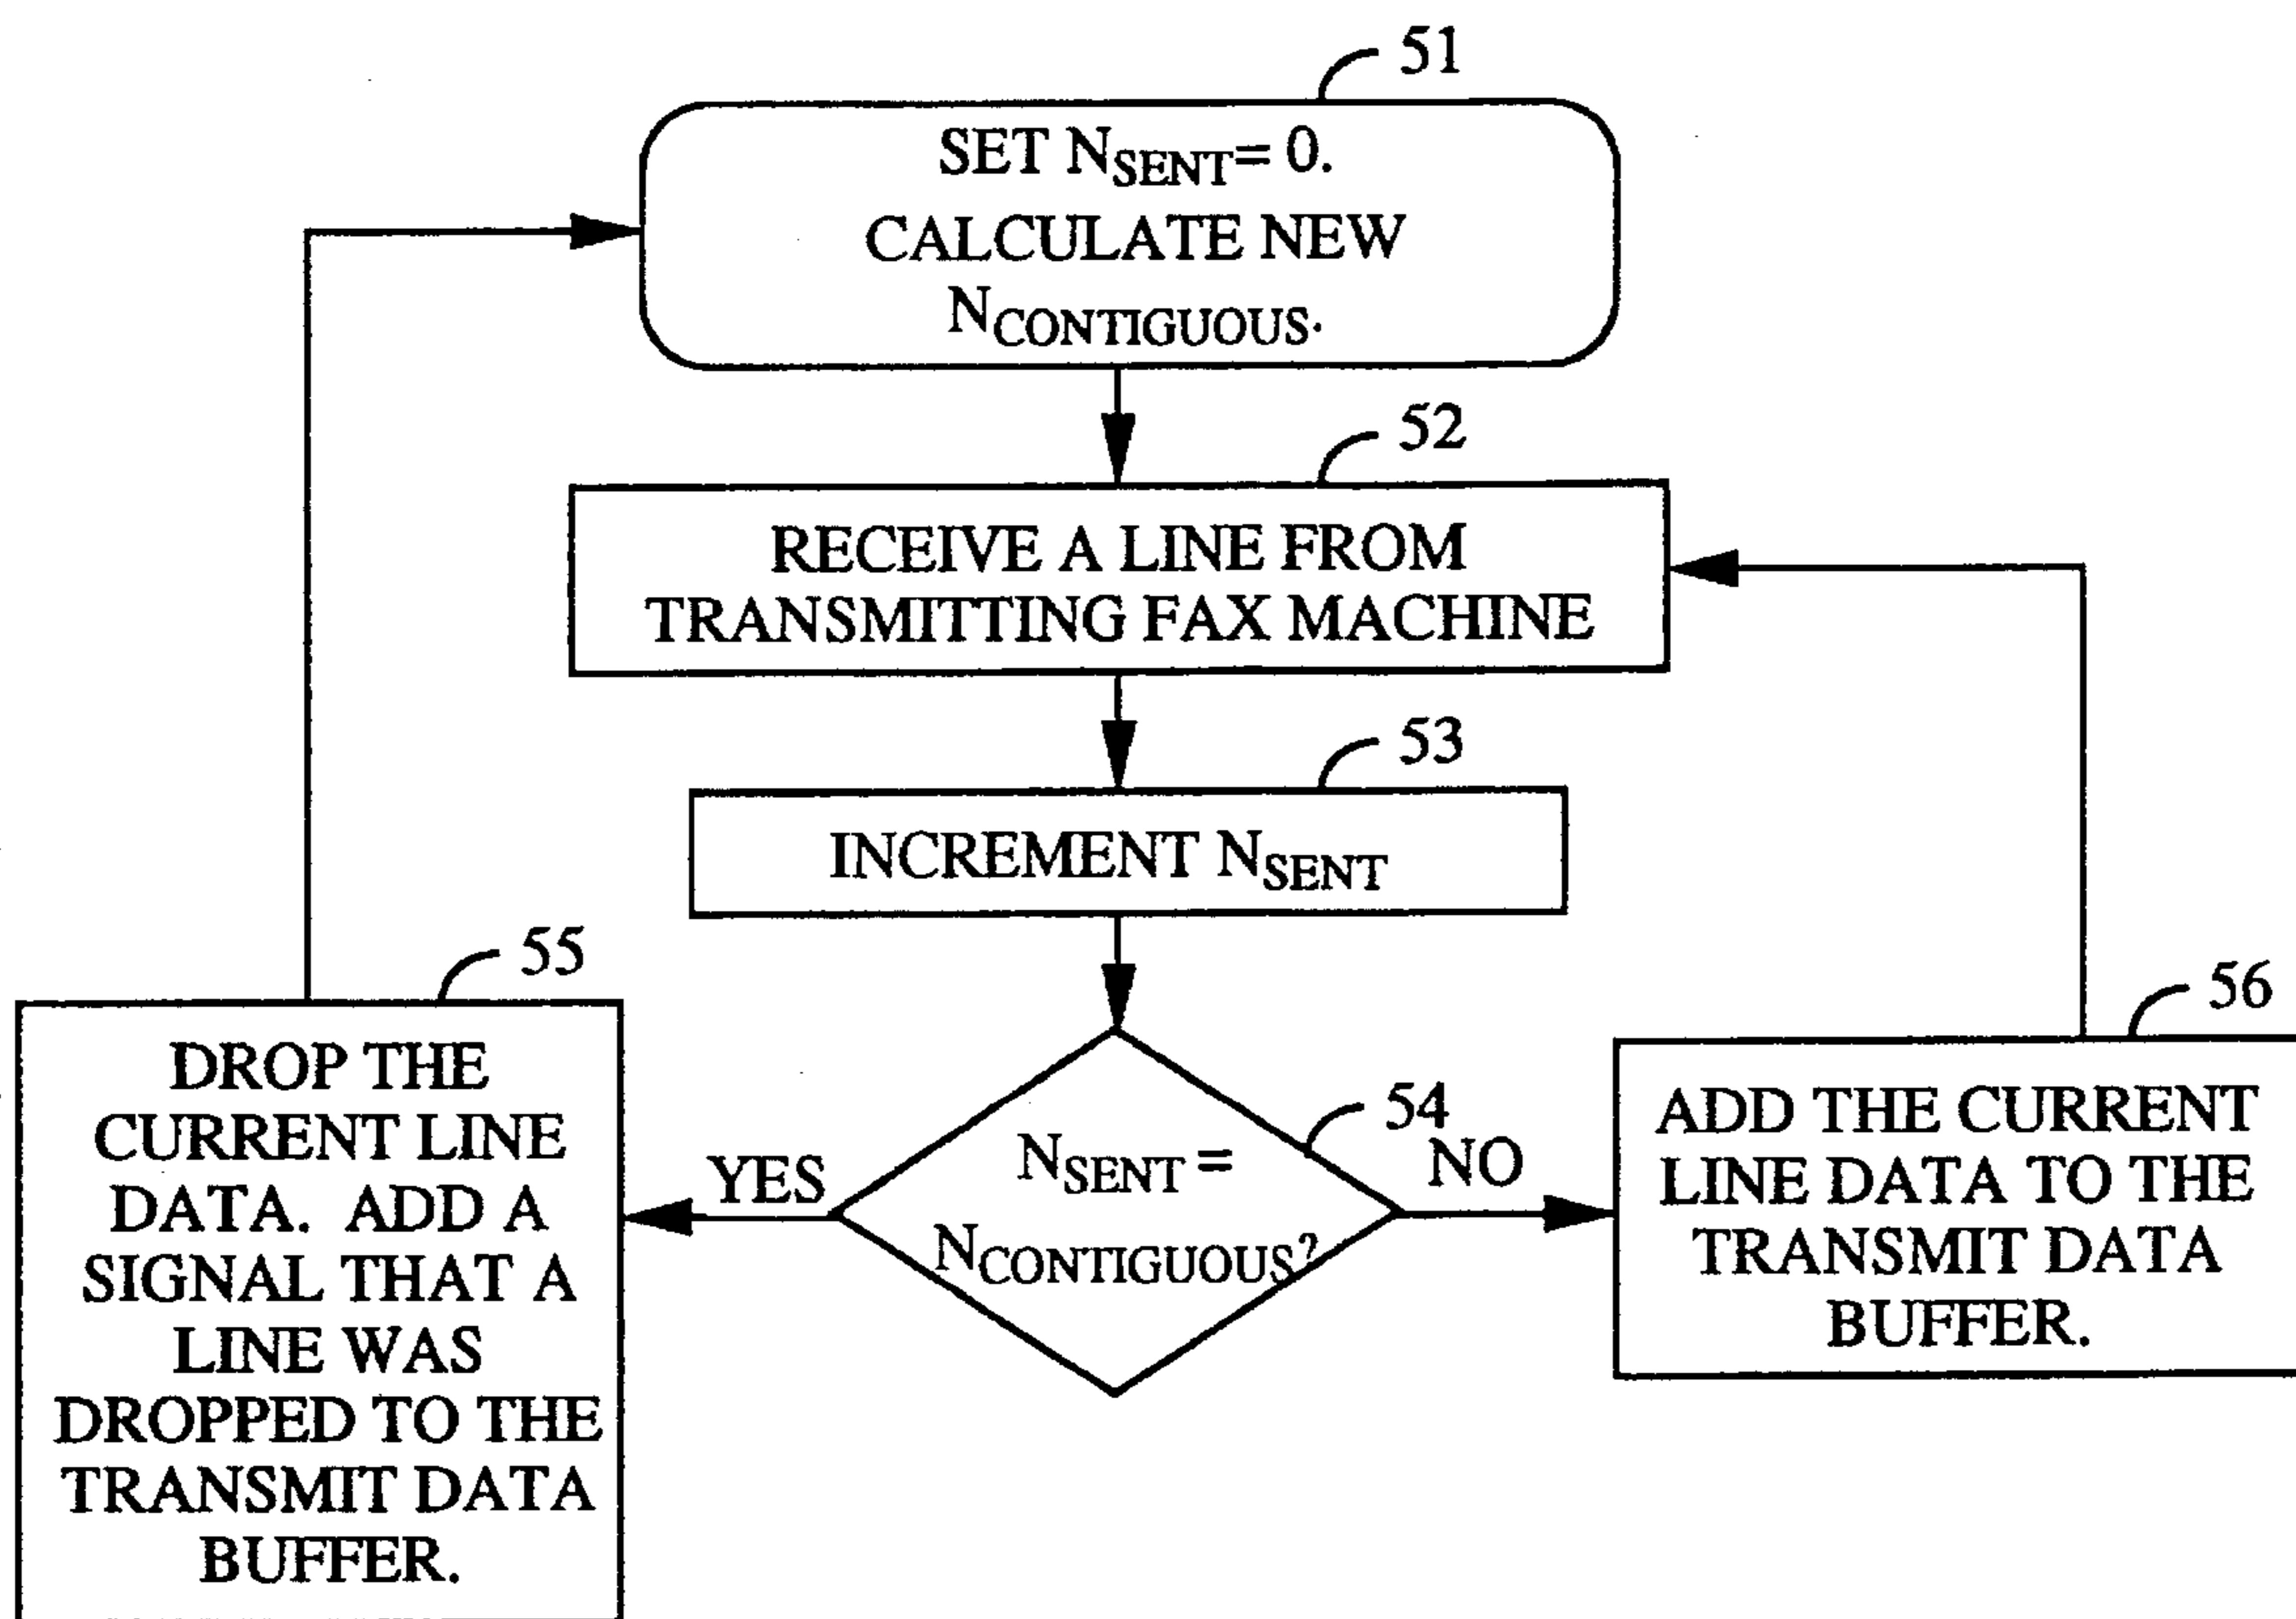 51
SET NSENT= 0.
CALCULATE NEW
NCONTIGUOUS.
52
RECEIVE A LINE FROM
TRANSMITTING FAX MACHINE
53
INCREMENT NSENT
54
NSENT =
NCONTIGUOUS?
YES
NO
55
DROP THE
CURRENT LINE
DATA. ADD A
SIGNAL THAT A
LINE WAS
DROPPED TO THE
TRANSMIT DATA
BUFFER.
56
ADD THE CURRENT
LINE DATA TO THE
TRANSMIT DATA
BUFFER.